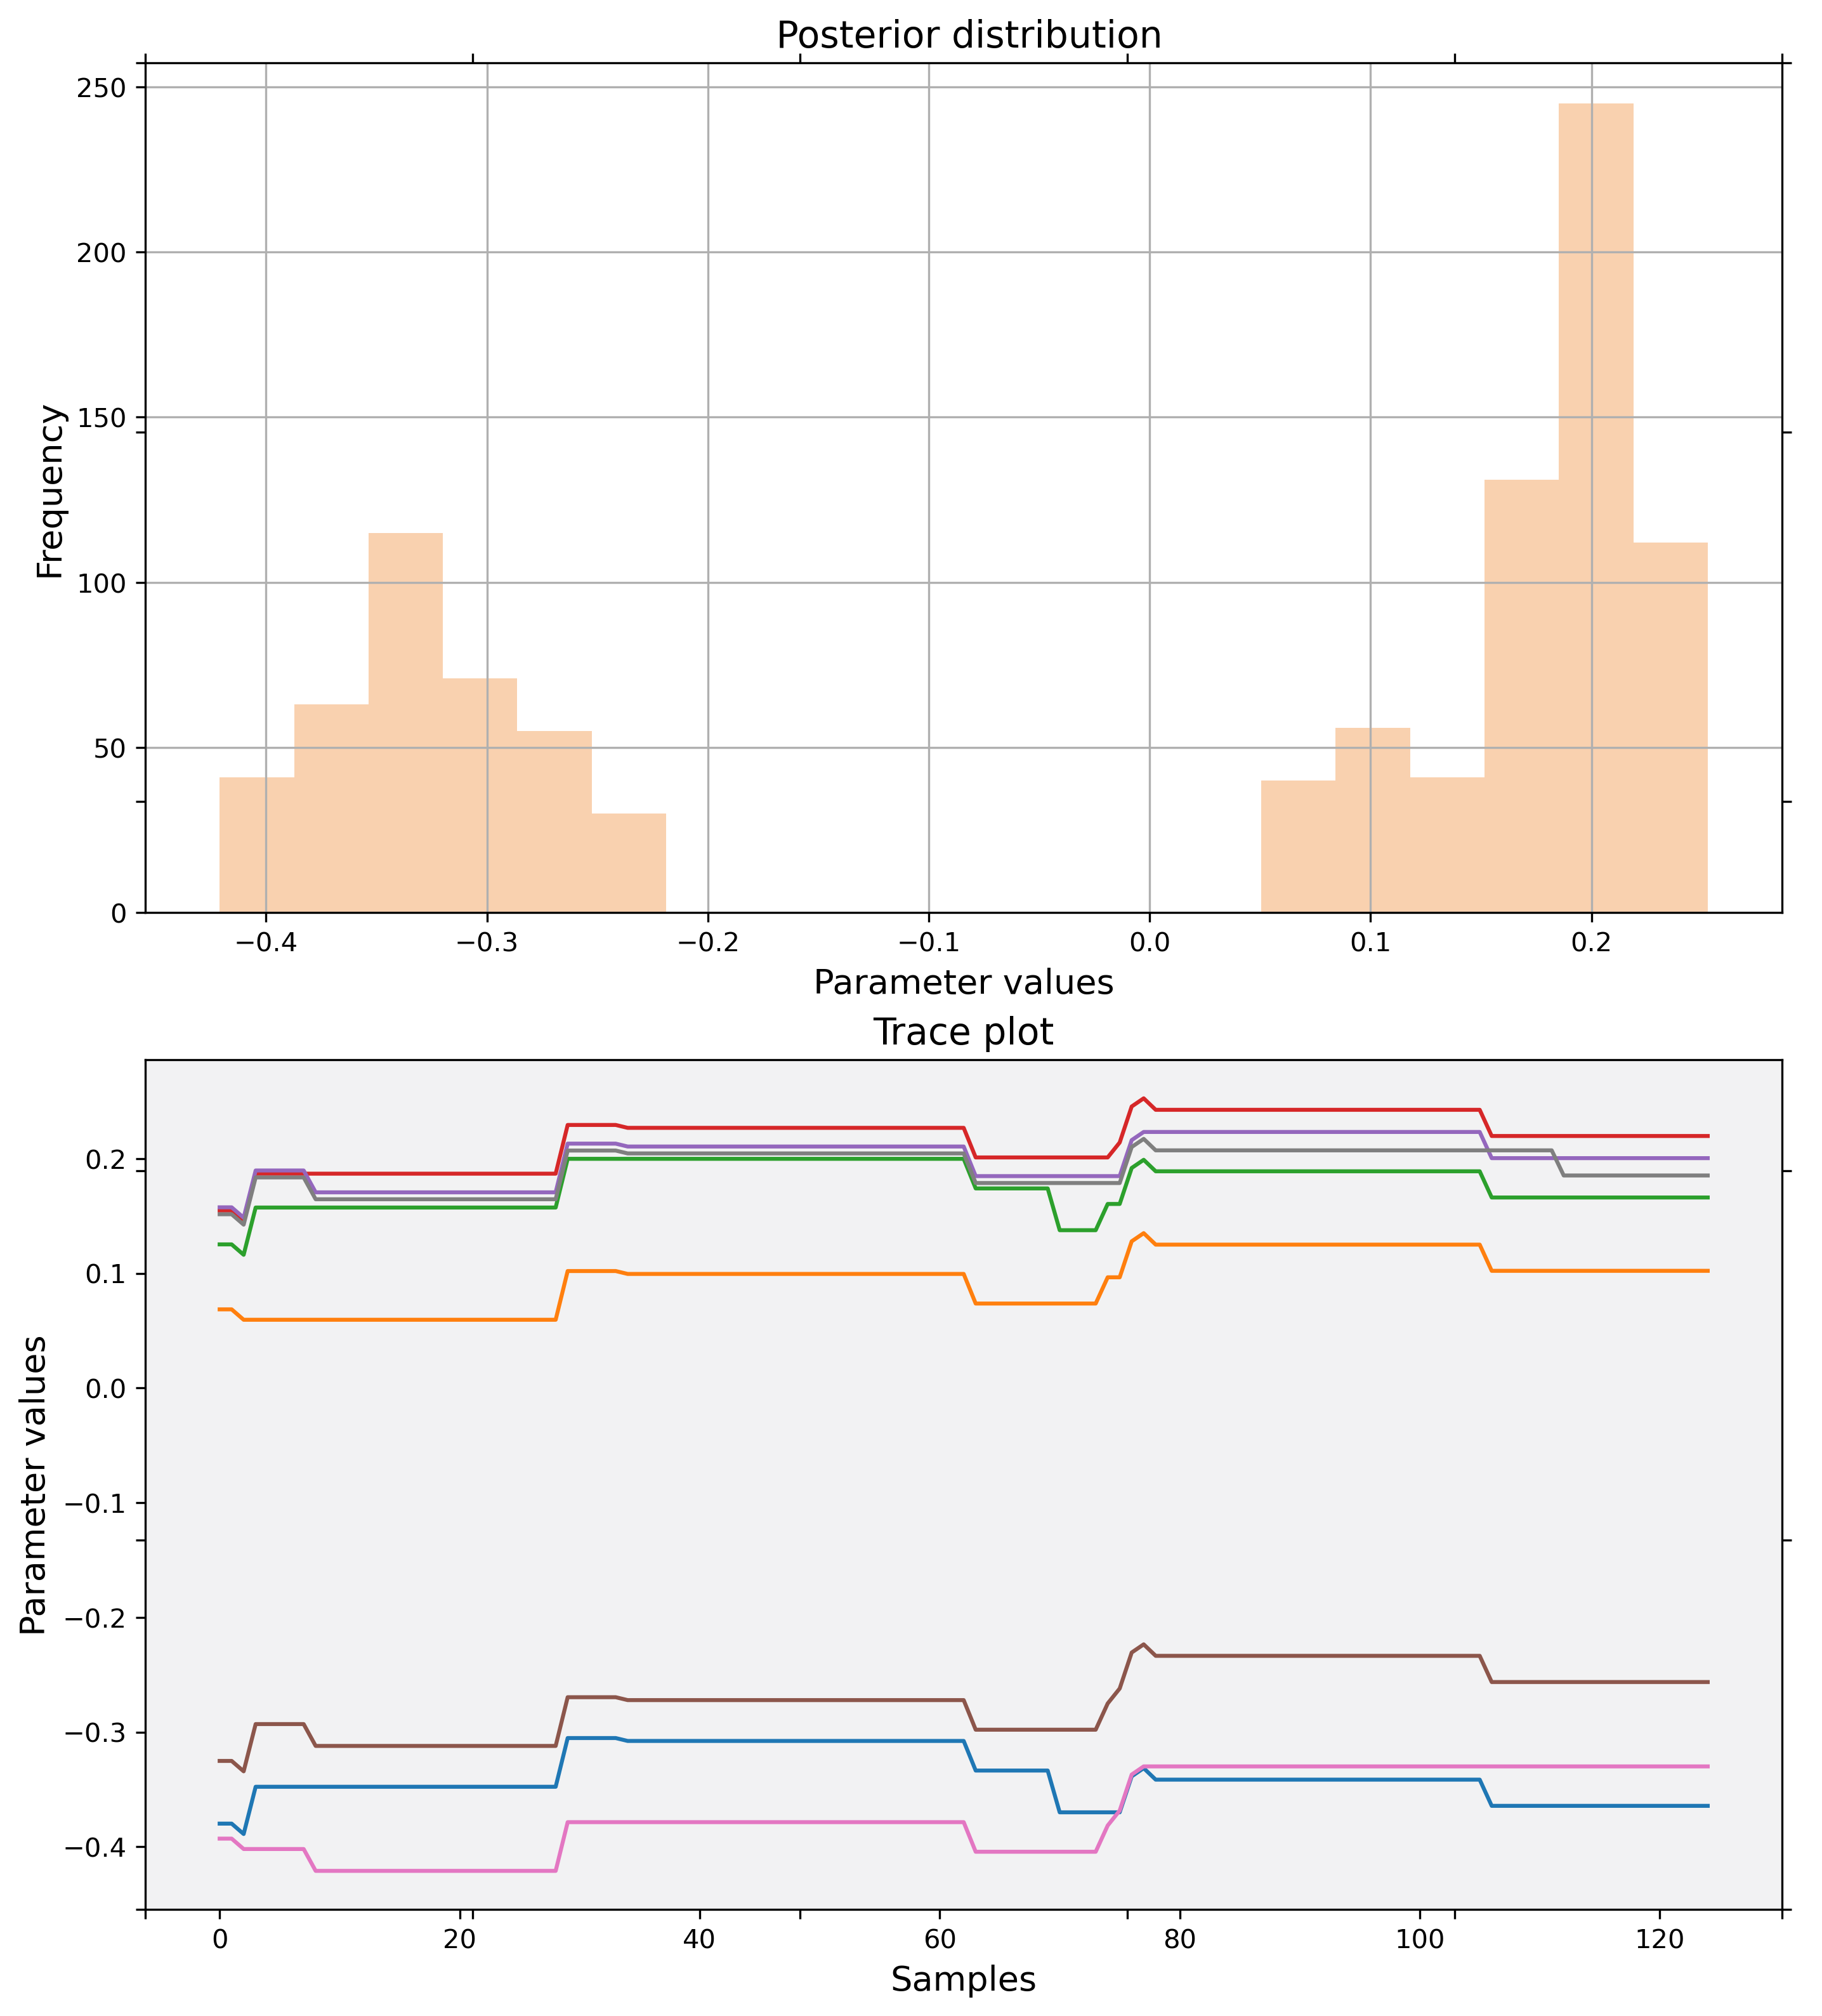 Posterior distribution
250
200
150
100
50
0
Frequency
−0.4 −0.3 −0.2 −0.1 0.0 0.1 0.2
Parameter values
Trace plot
0.2
0.1
0.0
−0.1
−0.2
−0.3
−0.4
Parameter values
0 20 40 60 80 100 120
Samples